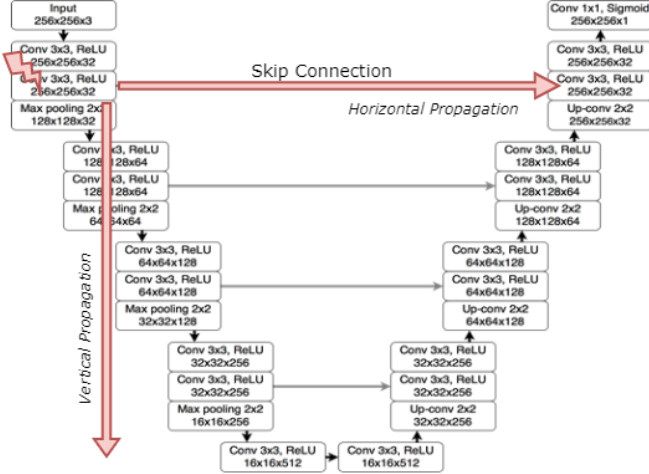 Input
256x256x3
Conv 3x3, ReLU
256x256x32
Conv 3x3, ReLU
256x256x32
Max pooling 2x2
128x128x32
Conv 3x3, ReLU
128x128x64
Conv 3x3, ReLU
128x128x64
Max pooling 2x2
64x64x64
Conv 3x3, ReLU
64x64x128
Conv 3x3, ReLU
64x64x128
Max pooling 2x2
32x32x128
Conv 3x3, ReLU
32x32x256
Conv 3x3, ReLU
32x32x256
Max pooling 2x2
16x16x256
Conv 3x3, ReLU
16x16x512
Conv 3x3, ReLU
16x16x512
Up-conv 2x2
32x32x256
Conv 3x3, ReLU
32x32x256
Conv 3x3, ReLU
32x32x256
Up-conv 2x2
64x64x128
Conv 3x3, ReLU
64x64x128
Conv 3x3, ReLU
64x64x128
Up-conv 2x2
128x128x64
Conv 3x3, ReLU
128x128x64
Conv 3x3, ReLU
128x128x64
Up-conv 2x2
256x256x32
Conv 3x3, ReLU
256x256x32
Conv 3x3, ReLU
256x256x32
Conv 1x1, Sigmoid
256x256x1
Skip Connection
Horizontal Propagation
Vertical Propagation